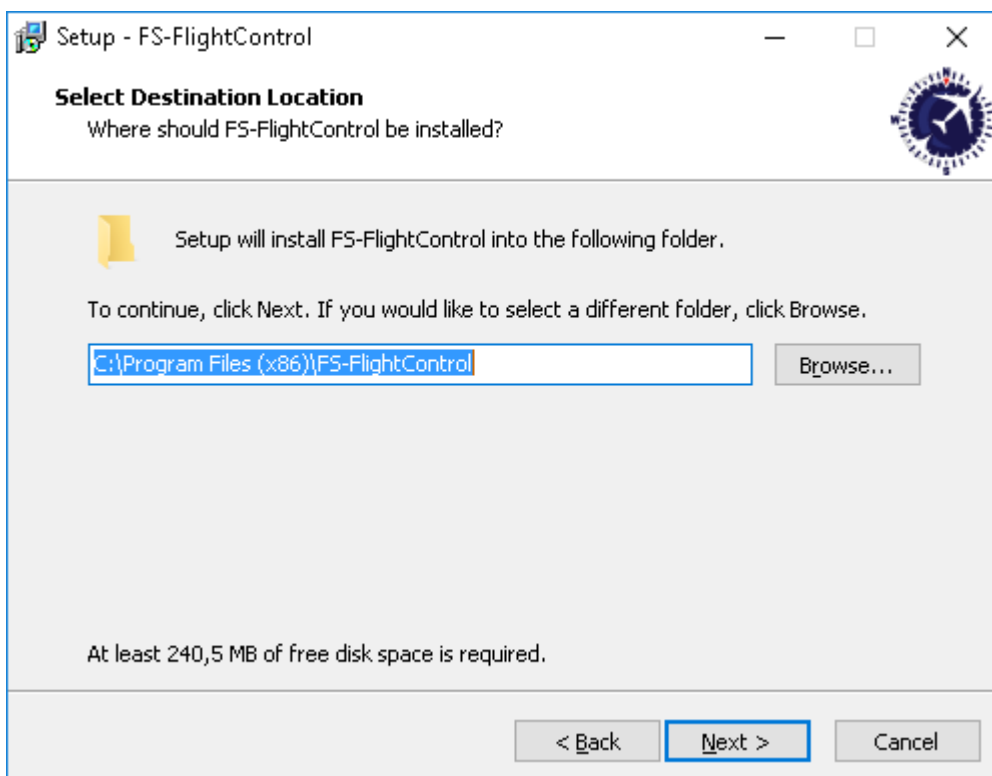 Setup - FS-FlightControl
Select Destination Location
Where should FS-FlightControl be installed?
N
W
S
Setup will install FS-FlightControl into the following folder.
To continue, click Next. If you would like to select a different folder, click Browse.
C:\Program Files (x86)\FS-FlightControl
Browse...
At least 240,5 MB of free disk space is required.
< Back
Next >
Cancel